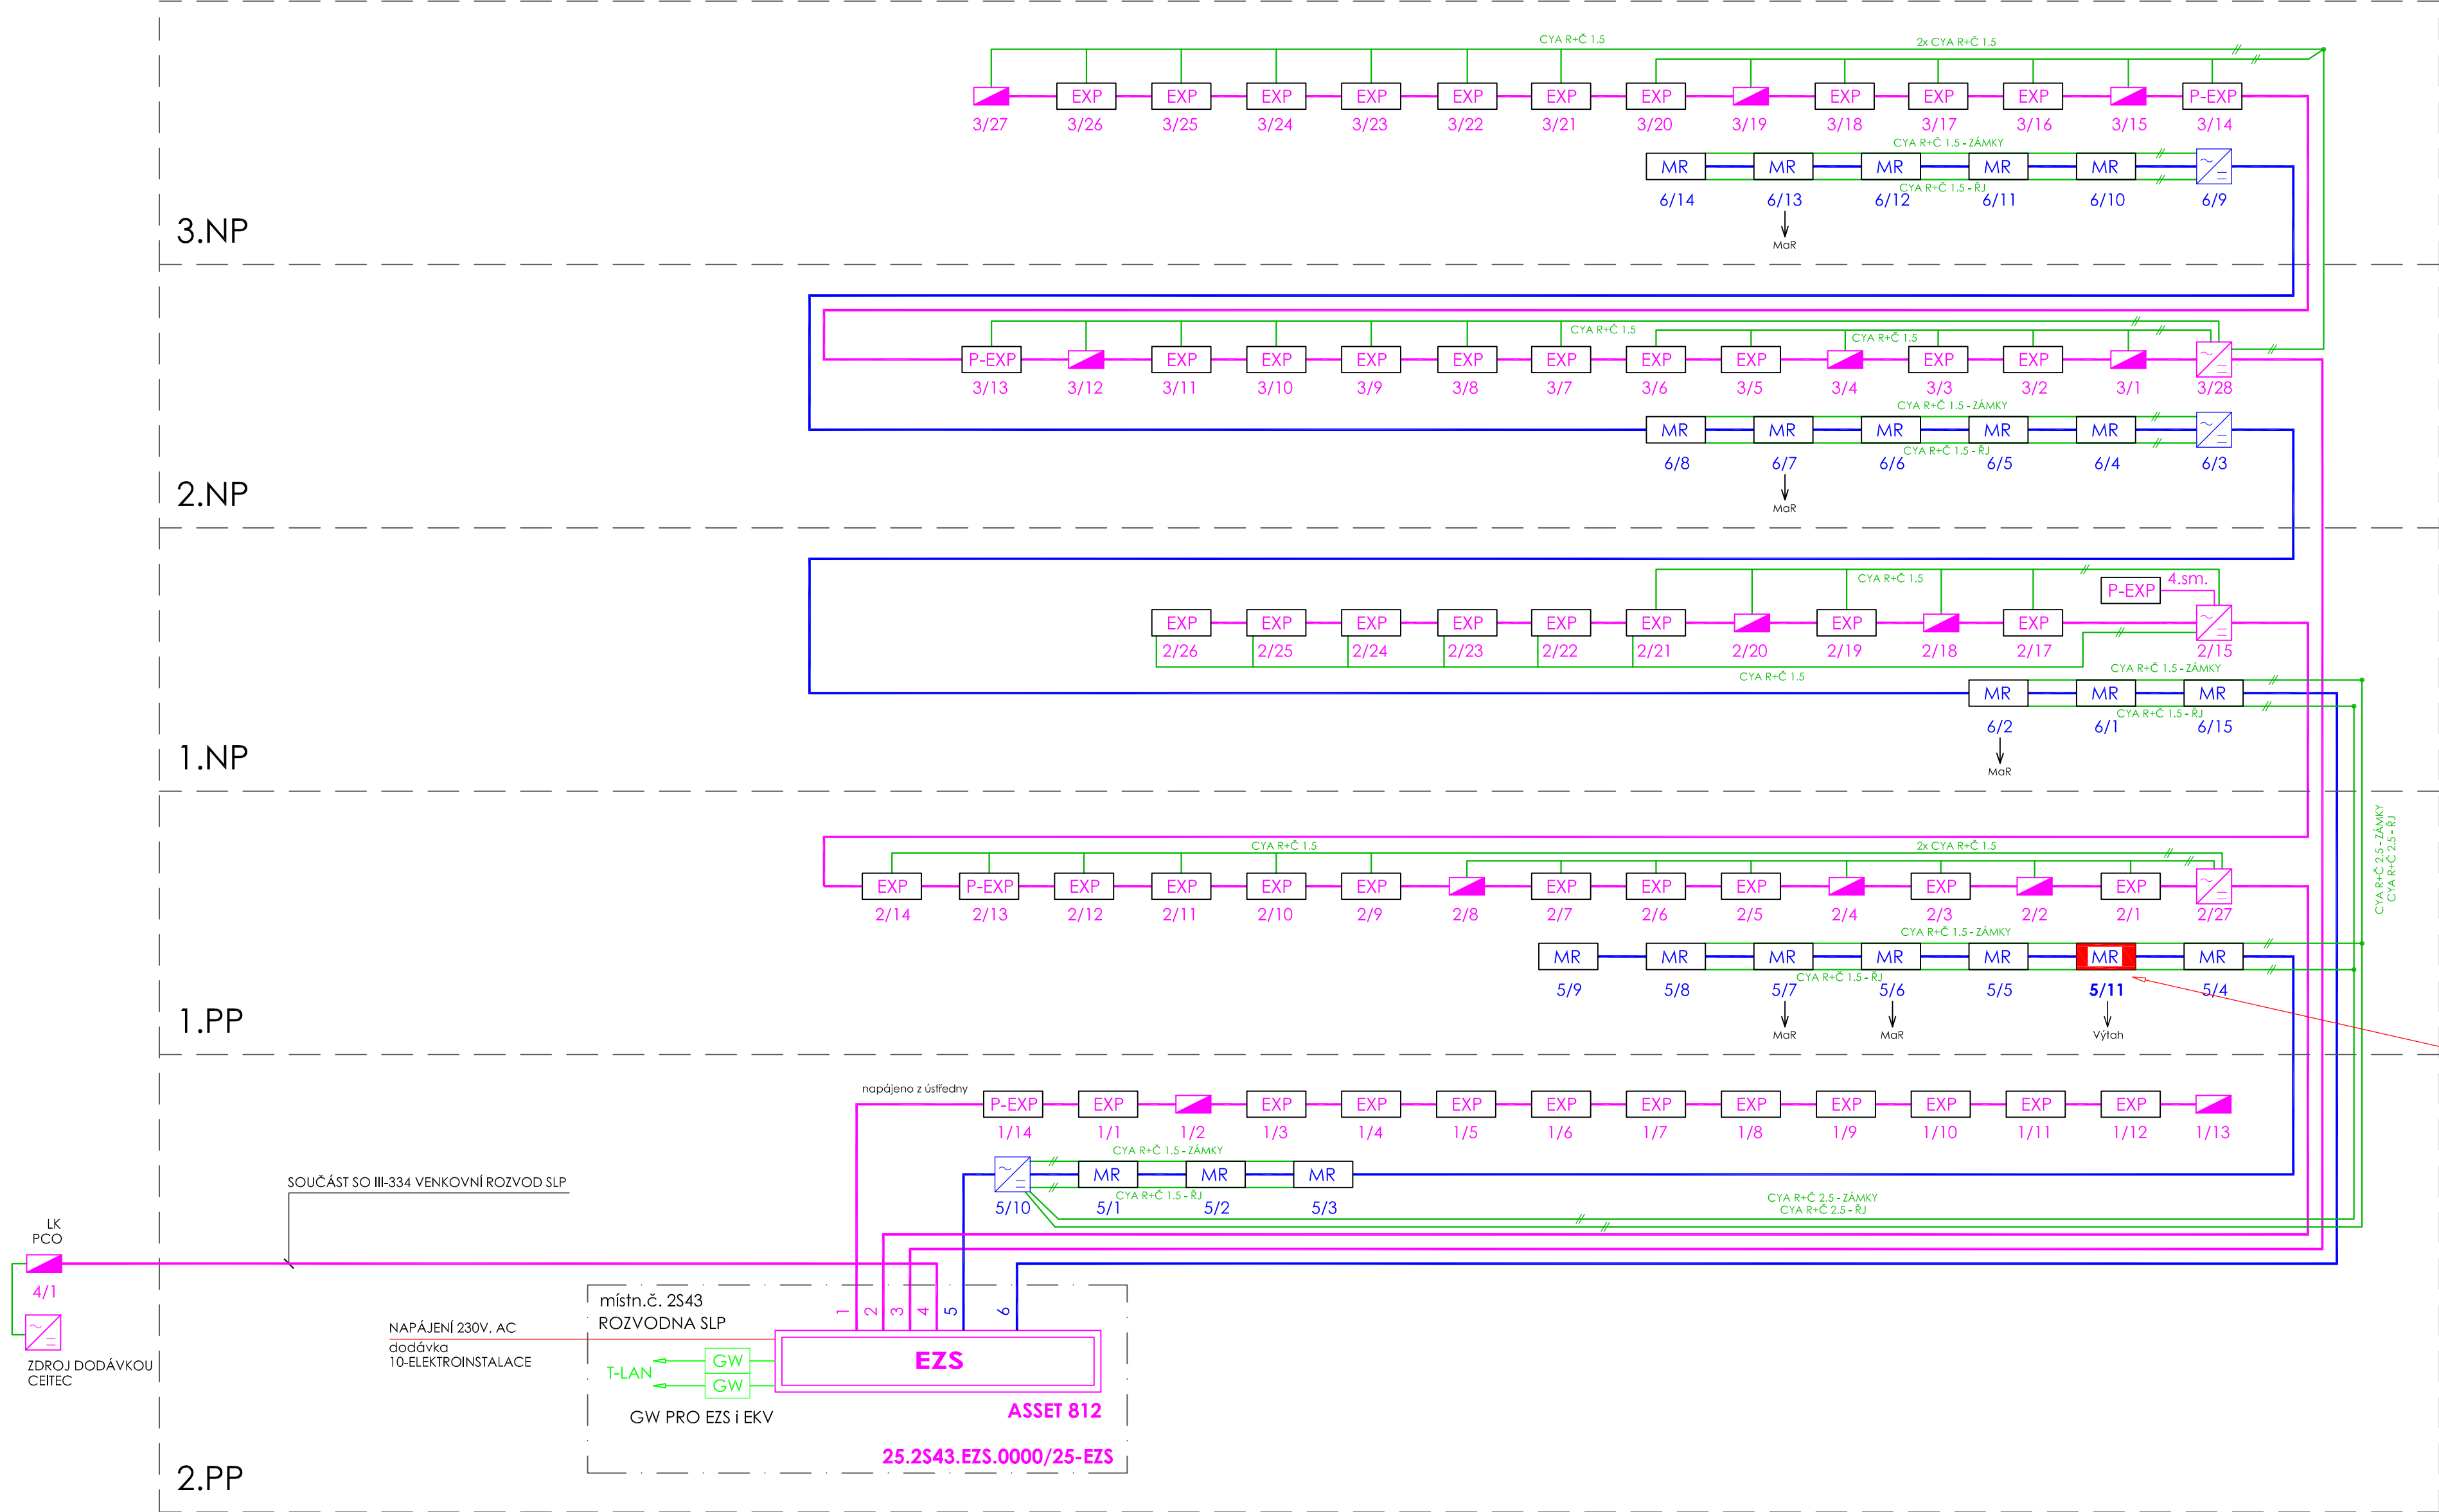 CYA R+Č 1.5
2x CYA R+Č 1.5
EXP EXP EXP EXP EXP EXP EXP EXP EXP EXP P-EXP
3/27 3/26 3/25 3/24 3/23 3/22 3/21 3/20 3/19 3/18 3/17 3/16 3/15 3/14
CYA R+Č 1.5 - ZÁMKY
MR MR MR MR MR
CYA R+Č 1.5 - ŘJ
6/14 6/13 6/12 6/11 6/10 6/9
MaR
3.NP
CYA R+Č 1.5
CYA R+Č 1.5
P-EXP EXP EXP EXP EXP EXP EXP EXP EXP EXP
3/13 3/12 3/11 3/10 3/9 3/8 3/7 3/6 3/5 3/4 3/3 3/2 3/1 3/28
CYA R+Č 1.5 - ZÁMKY
MR MR MR MR MR
CYA R+Č 1.5 - ŘJ
6/8 6/7 6/6 6/5 6/4 6/3
MaR
2.NP
CYA R+Č 1.5
P-EXP 4.sm.
EXP EXP EXP EXP EXP EXP EXP EXP
2/26 2/25 2/24 2/23 2/22 2/21 2/20 2/19 2/18 2/17 2/15
CYA R+Č 1.5
CYA R+Č 1.5 - ZÁMKY
MR MR MR
CYA R+Č 1.5 - ŘJ
6/2 6/1 6/15
MaR
1.NP
CYA R+Č 2.5 - ZÁMKY
CYA R+Č 2.5 - ŘJ
CYA R+Č 1.5
2x CYA R+Č 1.5
EXP P-EXP EXP EXP EXP EXP EXP EXP EXP EXP EXP
2/14 2/13 2/12 2/11 2/10 2/9 2/8 2/7 2/6 2/5 2/4 2/3 2/2 2/1 2/27
CYA R+Č 1.5 - ZÁMKY
MR MR MR MR MR MR MR
CYA R+Č 1.5 - ŘJ
5/9 5/8 5/7 5/6 5/5 5/11 5/4
MaR MaR Výtah
1.PP
napájeno z ústředny
P-EXP EXP EXP EXP EXP EXP EXP EXP EXP EXP EXP EXP
1/14 1/1 1/2 1/3 1/4 1/5 1/6 1/7 1/8 1/9 1/10 1/11 1/12 1/13
CYA R+Č 1.5 - ZÁMKY
MR MR MR
CYA R+Č 1.5 - ŘJ
5/10 5/1 5/2 5/3
CYA R+Č 2.5 - ZÁMKY
CYA R+Č 2.5 - ŘJ
SOUČÁST SO III-334 VENKOVNÍ ROZVOD SLP
LK
PCO
4/1
ZDROJ DODÁVKOU
CEITEC
místn.č. 2S43
ROZVODNA SLP
1 2 3 4 5 6
NAPÁJENÍ 230V, AC
dodávka
10-ELEKTROINSTALACE
T-LAN
GW
GW
EZS
GW PRO EZS i EKV
ASSET 812
25.2S43.EZS.0000/25-EZS
2.PP